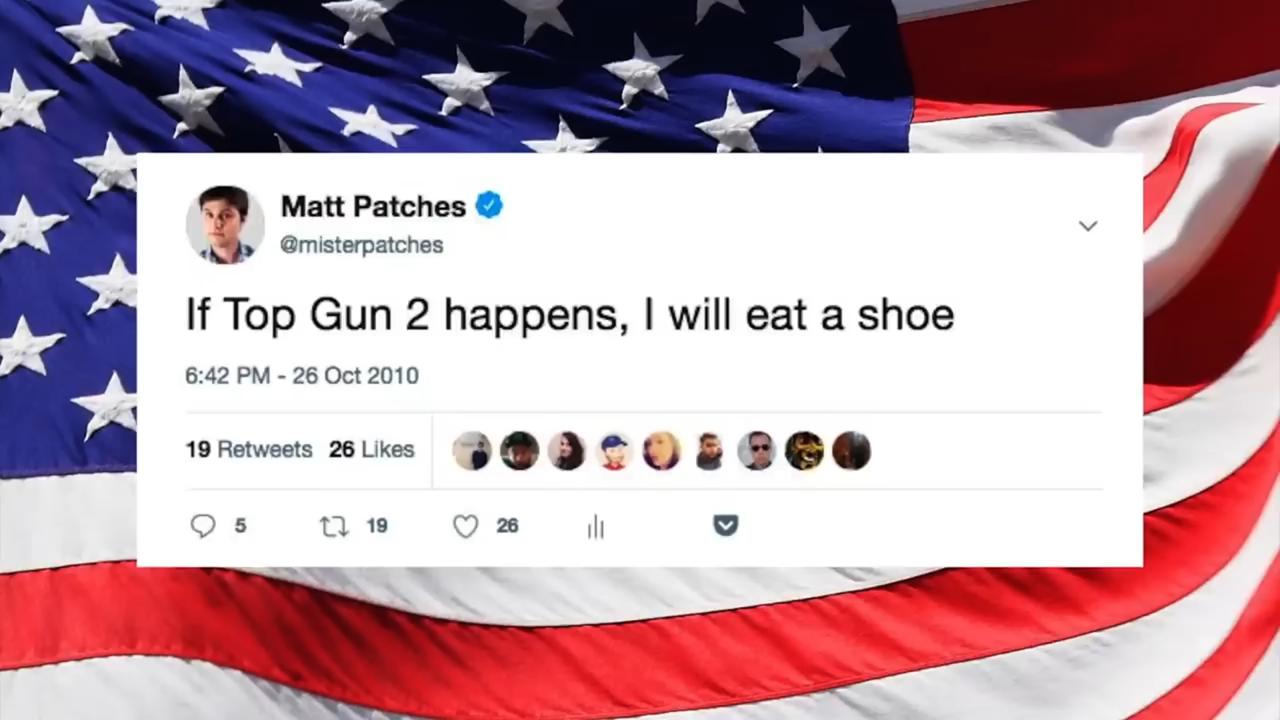 Matt Patches
@misterpatches
If Top Gun 2 happens, I will eat a shoe
6:42 PM - 26 Oct 2010
19 Retweets 26 Likes
5 19 26